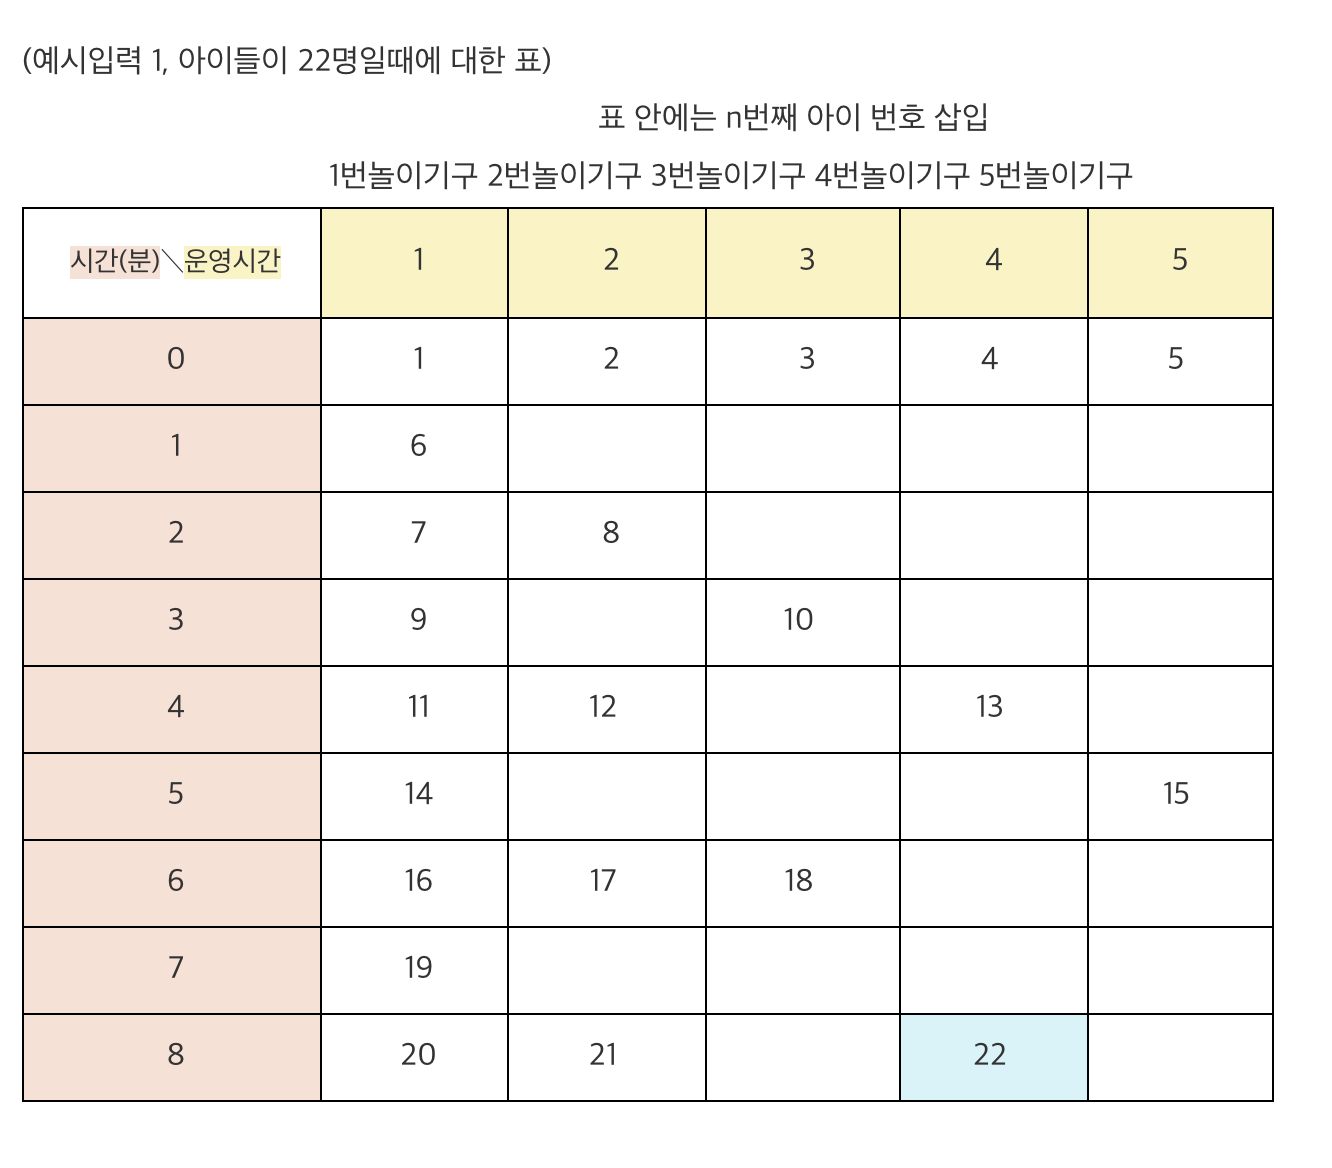 (예시입력 1, 아이들이 22명일때에 대한 표)
표 안에는 n번째 아이 번호 삽입
1번놀이기구 2번놀이기구 3번놀이기구 4번놀이기구 5번놀이기구
시간(분)\운영시간 1 2 3 4 5
0 1 2 3 4 5
1 6
2 7 8
3 9 10
4 11 12 13
5 14 15
6 16 17 18
7 19
8 20 21 22